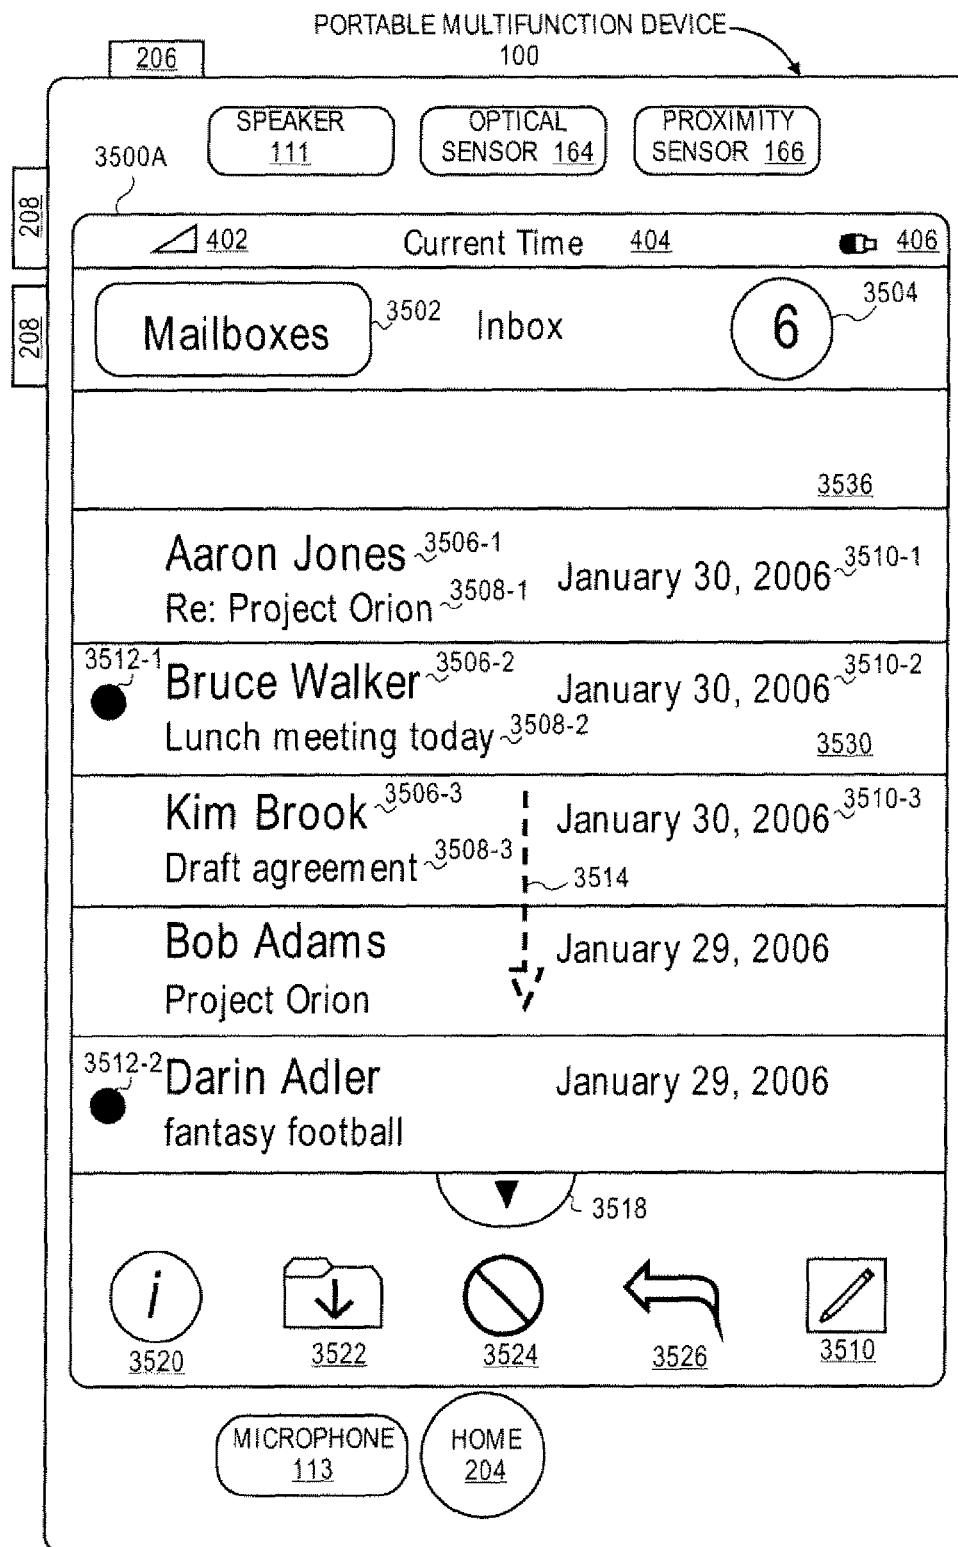 PORTABLE MULTIFUNCTION DEVICE
100
206
SPEAKER
111
OPTICAL
SENSOR 164
PROXIMITY
SENSOR 166
3500A
208
402
Current Time
404
406
208
Mailboxes
3502
Inbox
6
3504
3536
Aaron Jones 3506-1
January 30, 2006 3510-1
Re: Project Orion 3508-1
3512-1
Bruce Walker 3506-2
January 30, 2006 3510-2
Lunch meeting today 3508-2
3530
Kim Brook 3506-3
January 30, 2006 3510-3
Draft agreement 3508-3
3514
Bob Adams
January 29, 2006
Project Orion
3512-2
Darin Adler
January 29, 2006
fantasy football
3518
i
3520
3522
3524
3526
3510
MICROPHONE
113
HOME
204